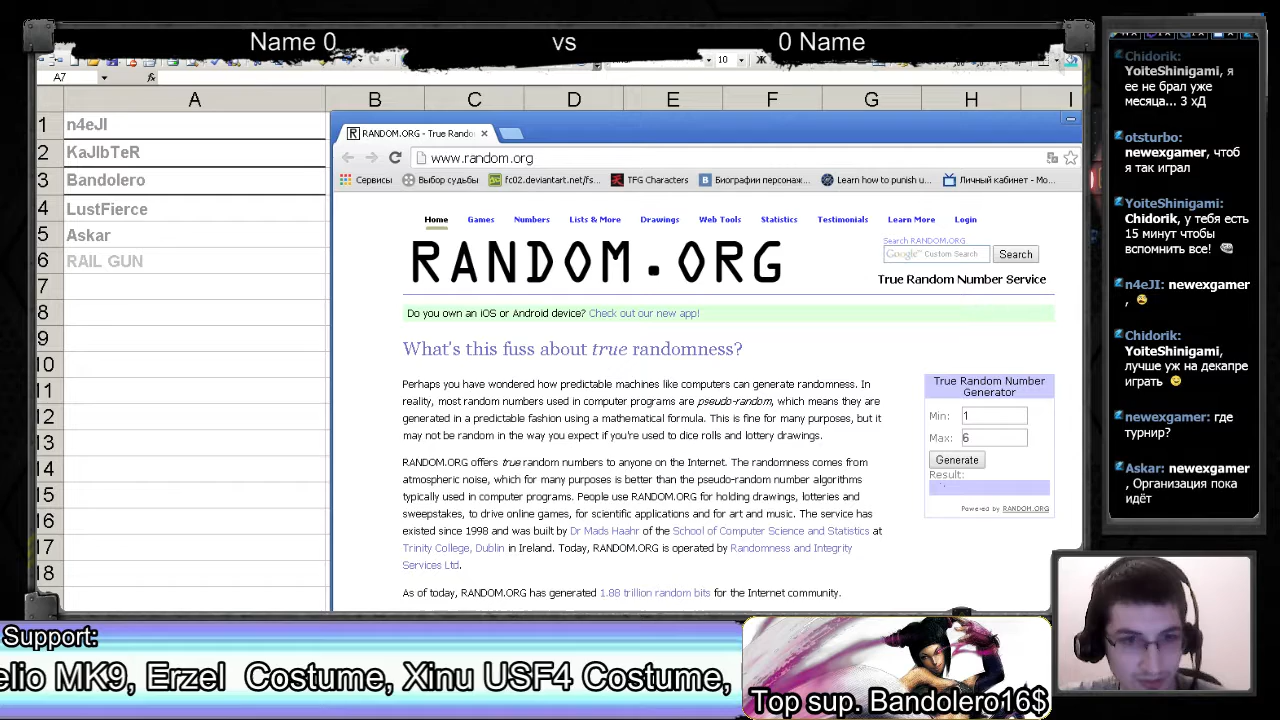 Name 0 vs 0 Name
A7
fx
10
Ж
A B C D E F G H I
1 n4eJI
2 KaJIbTeR
3 Bandolero
4 LustFierce
5 Askar
6 RAIL GUN
7
8
9
10
11
12
13
14
15
16
17
18
RANDOM.ORG - True Rando
www.random.org
Сервисы
Выбор судьбы
fc02.deviantart.net/fs...
TFG Characters
Биографии персонаж...
Learn how to punish u...
Личный кабинет - Mo...
Home Games Numbers Lists & More Drawings Web Tools Statistics Testimonials Learn More Login
RANDOM.ORG
Search RANDOM.ORG
Google™ Custom Search
Search
True Random Number Service
Do you own an iOS or Android device? Check out our new app!
What's this fuss about true randomness?
Perhaps you have wondered how predictable machines like computers can generate randomness. In
reality, most random numbers used in computer programs are pseudo-random, which means they are
generated in a predictable fashion using a mathematical formula. This is fine for many purposes, but it
may not be random in the way you expect if you're used to dice rolls and lottery drawings.
RANDOM.ORG offers true random numbers to anyone on the Internet. The randomness comes from
atmospheric noise, which for many purposes is better than the pseudo-random number algorithms
typically used in computer programs. People use RANDOM.ORG for holding drawings, lotteries and
sweepstakes, to drive online games, for scientific applications and for art and music. The service has
existed since 1998 and was built by Dr Mads Haahr of the School of Computer Science and Statistics at
Trinity College, Dublin in Ireland. Today, RANDOM.ORG is operated by Randomness and Integrity
Services Ltd.
As of today, RANDOM.ORG has generated 1.88 trillion random bits for the Internet community.
True Random Number
Generator
Min: 1
Max: 6
Generate
Result:
Powered by RANDOM.ORG
Chidorik:
YoiteShinigami, я
ее не брал уже
месяца... 3 хД
otsturbo:
newexgamer, чтоб
я так играл
YoiteShinigami:
Chidorik, у тебя есть
15 минут чтобы
вспомнить все!
n4eJI: newexgamer
,
Chidorik:
YoiteShinigami,
лучше уж на декапре
играть
newexgamer: где
турнир?
Askar: newexgamer
, Организация пока
идёт
Support:
elio MK9, Erzel Costume, Xinu USF4 Costume,
Top sup. Bandolero16$